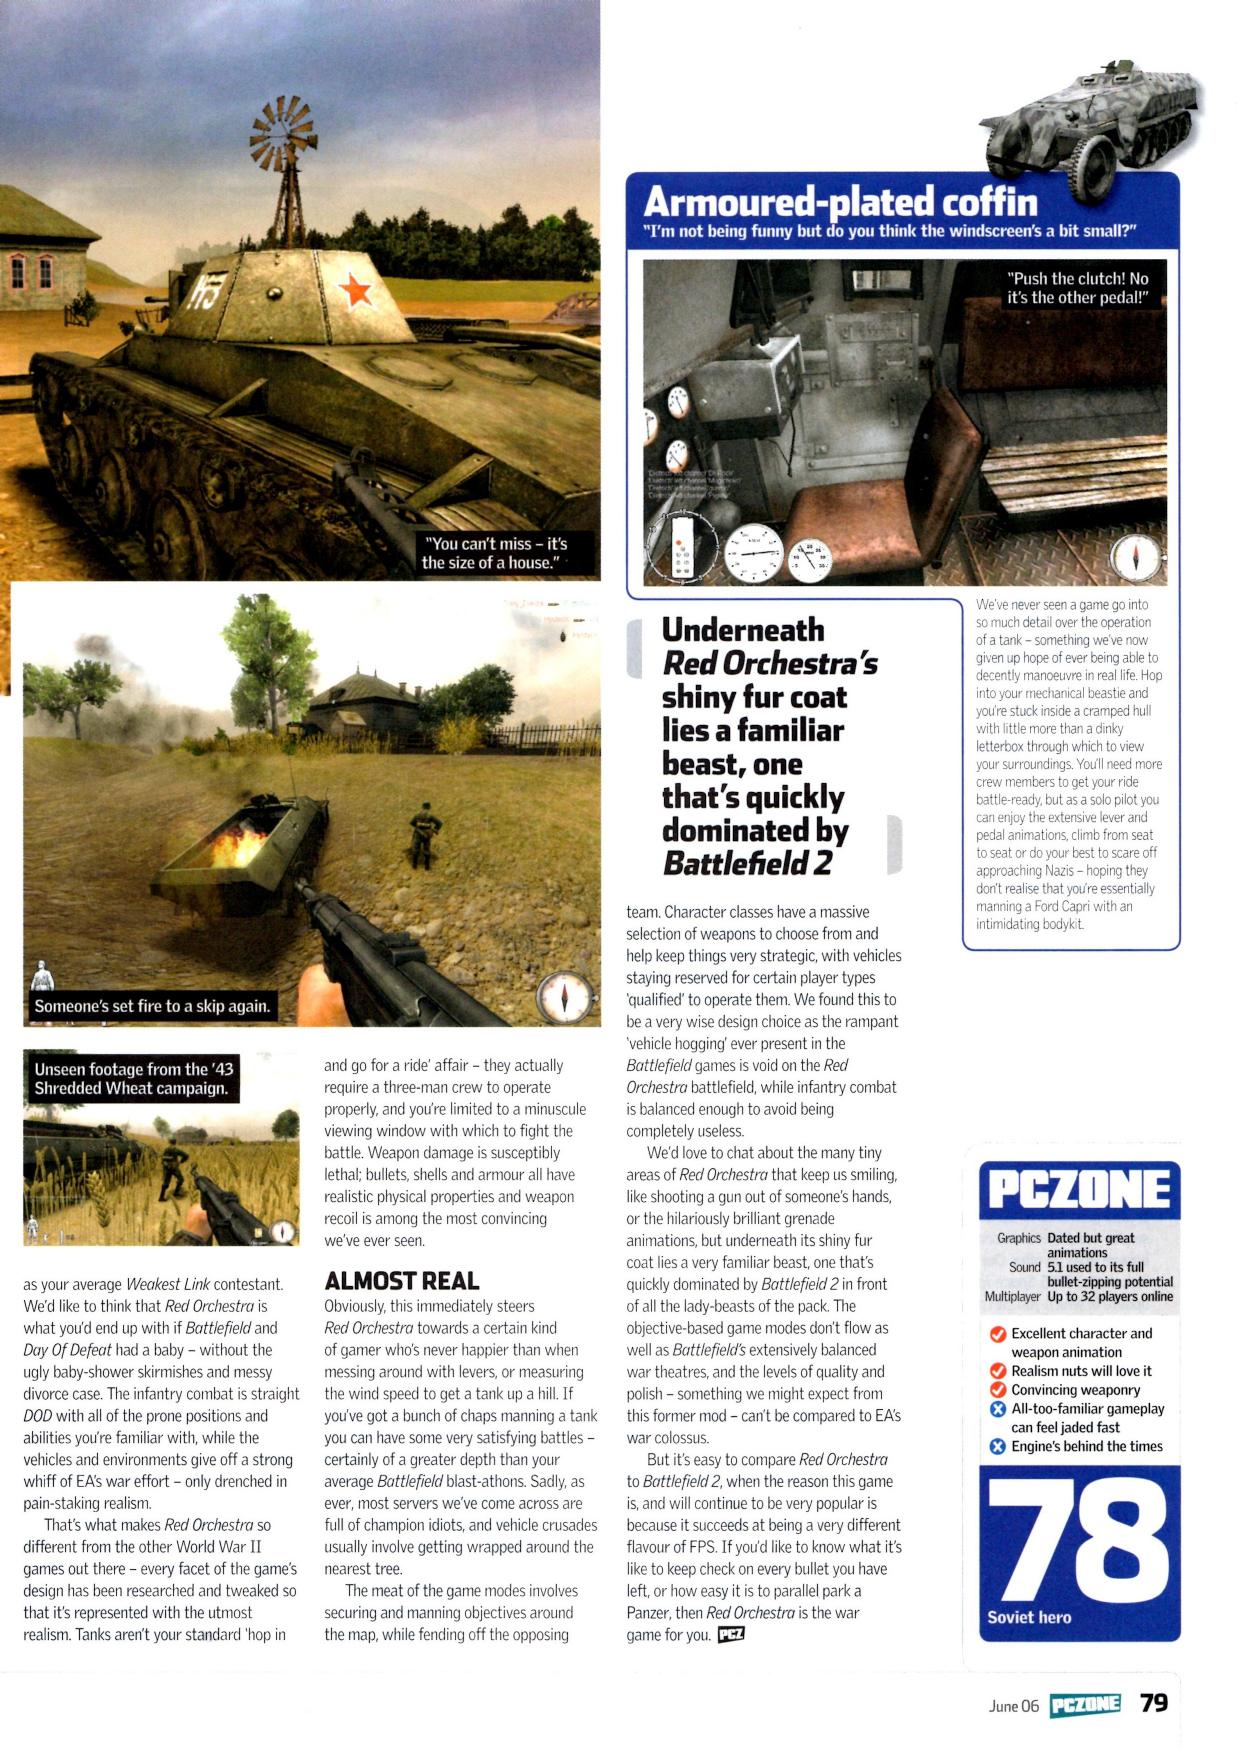 "You can't miss – it's
the size of a house."
Someone's set fire to a skip again.
Unseen footage from the '43
Shredded Wheat campaign.
as your average Weakest Link contestant.
We'd like to think that Red Orchestra is
what you'd end up with if Battlefield and
Day Of Defeat had a baby – without the
ugly baby-shower skirmishes and messy
divorce case. The infantry combat is straight
DOD with all of the prone positions and
abilities you're familiar with, while the
vehicles and environments give off a strong
whiff of EA's war effort – only drenched in
pain-staking realism.
That's what makes Red Orchestra so
different from the other World War II
games out there – every facet of the game's
design has been researched and tweaked so
that it's represented with the utmost
realism. Tanks aren't your standard 'hop in
and go for a ride' affair – they actually
require a three-man crew to operate
properly, and you're limited to a minuscule
viewing window with which to fight the
battle. Weapon damage is susceptibly
lethal; bullets, shells and armour all have
realistic physical properties and weapon
recoil is among the most convincing
we've ever seen.
ALMOST REAL
Obviously, this immediately steers
Red Orchestra towards a certain kind
of gamer who's never happier than when
messing around with levers, or measuring
the wind speed to get a tank up a hill. If
you've got a bunch of chaps manning a tank
you can have some very satisfying battles –
certainly of a greater depth than your
average Battlefield blast-athons. Sadly, as
ever, most servers we've come across are
full of champion idiots, and vehicle crusades
usually involve getting wrapped around the
nearest tree.
The meat of the game modes involves
securing and manning objectives around
the map, while fending off the opposing
Underneath
Red Orchestra's
shiny fur coat
lies a familiar
beast, one
that's quickly
dominated by
Battlefield 2
team. Character classes have a massive
selection of weapons to choose from and
help keep things very strategic, with vehicles
staying reserved for certain player types
'qualified' to operate them. We found this to
be a very wise design choice as the rampant
'vehicle hogging' ever present in the
Battlefield games is void on the Red
Orchestra battlefield, while infantry combat
is balanced enough to avoid being
completely useless.
We'd love to chat about the many tiny
areas of Red Orchestra that keep us smiling,
like shooting a gun out of someone's hands,
or the hilariously brilliant grenade
animations, but underneath its shiny fur
coat lies a very familiar beast, one that's
quickly dominated by Battlefield 2 in front
of all the lady-beasts of the pack. The
objective-based game modes don't flow as
well as Battlefield's extensively balanced
war theatres, and the levels of quality and
polish – something we might expect from
this former mod – can't be compared to EA's
war colossus.
But it's easy to compare Red Orchestra
to Battlefield 2, when the reason this game
is, and will continue to be very popular is
because it succeeds at being a very different
flavour of FPS. If you'd like to know what it's
like to keep check on every bullet you have
left, or how easy it is to parallel park a
Panzer, then Red Orchestra is the war
game for you. PCZ
Armoured-plated coffin
"I'm not being funny but do you think the windscreen's a bit small?"
"Push the clutch! No
it's the other pedal!"
We've never seen a game go into
so much detail over the operation
of a tank – something we've now
given up hope of ever being able to
decently manoeuvre in real life. Hop
into your mechanical beastie and
you're stuck inside a cramped hull
with little more than a dinky
letterbox through which to view
your surroundings. You'll need more
crew members to get your ride
battle-ready, but as a solo pilot you
can enjoy the extensive lever and
pedal animations, climb from seat
to seat or do your best to scare off
approaching Nazis – hoping they
don't realise that you're essentially
manning a Ford Capri with an
intimidating bodykit.
PCZONE
Graphics Dated but great
animations
Sound 5.1 used to its full
bullet-zipping potential
Multiplayer Up to 32 players online
Excellent character and
weapon animation
Realism nuts will love it
Convincing weaponry
All-too-familiar gameplay
can feel jaded fast
Engine's behind the times
78
Soviet hero
June 06 PCZONE 79